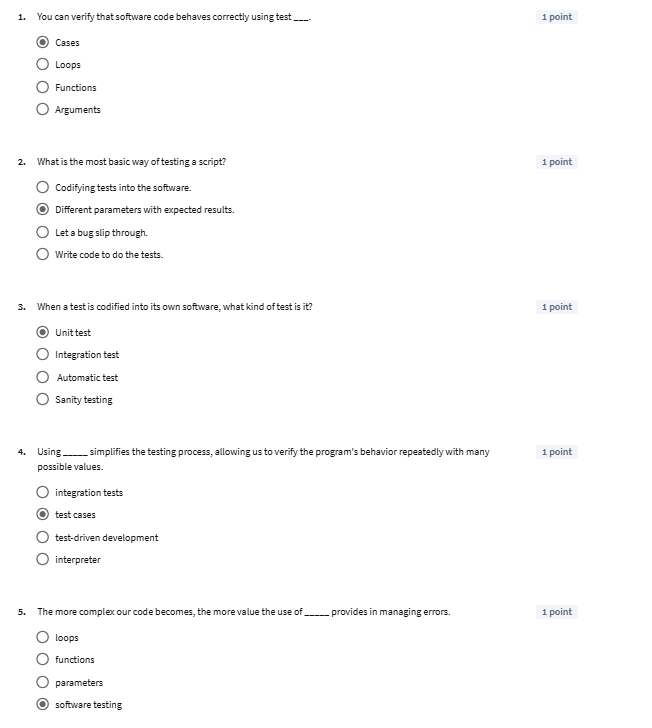 1. You can verify that software code behaves correctly using test ___. 1 point
Cases
Loops
Functions
Arguments
2. What is the most basic way of testing a script? 1 point
Codifying tests into the software.
Different parameters with expected results.
Let a bug slip through.
Write code to do the tests.
3. When a test is codified into its own software, what kind of test is it? 1 point
Unit test
Integration test
Automatic test
Sanity testing
4. Using _____ simplifies the testing process, allowing us to verify the program's behavior repeatedly with many 1 point
possible values.
integration tests
test cases
test-driven development
interpreter
5. The more complex our code becomes, the more value the use of _____ provides in managing errors. 1 point
loops
functions
parameters
software testing